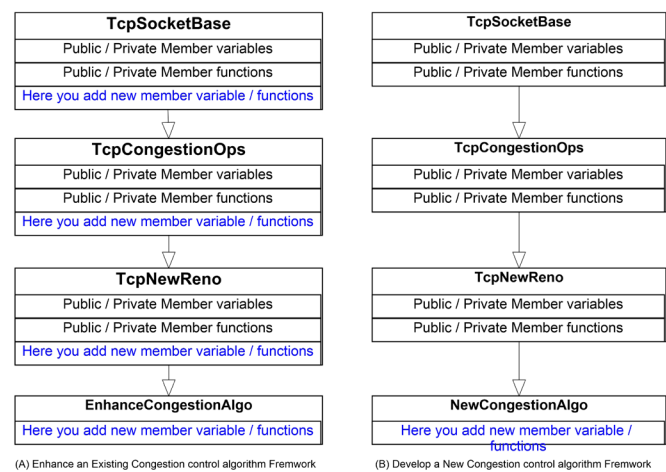 TcpSocketBase
Public / Private Member variables
Public / Private Member functions
Here you add new member variable / functions
TcpCongestionOps
Public / Private Member variables
Public / Private Member functions
Here you add new member variable / functions
TcpNewReno
Public / Private Member variables
Public / Private Member functions
Here you add new member variable / functions
EnhanceCongestionAlgo
Here you add new member variable / functions
(A) Enhance an Existing Congestion control algorithm Fremwork
TcpSocketBase
Public / Private Member variables
Public / Private Member functions
TcpCongestionOps
Public / Private Member variables
Public / Private Member functions
TcpNewReno
Public / Private Member variables
Public / Private Member functions
NewCongestionAlgo
Here you add new member variable /
functions
(B) Develop a New Congestion control algorithm Fremwork